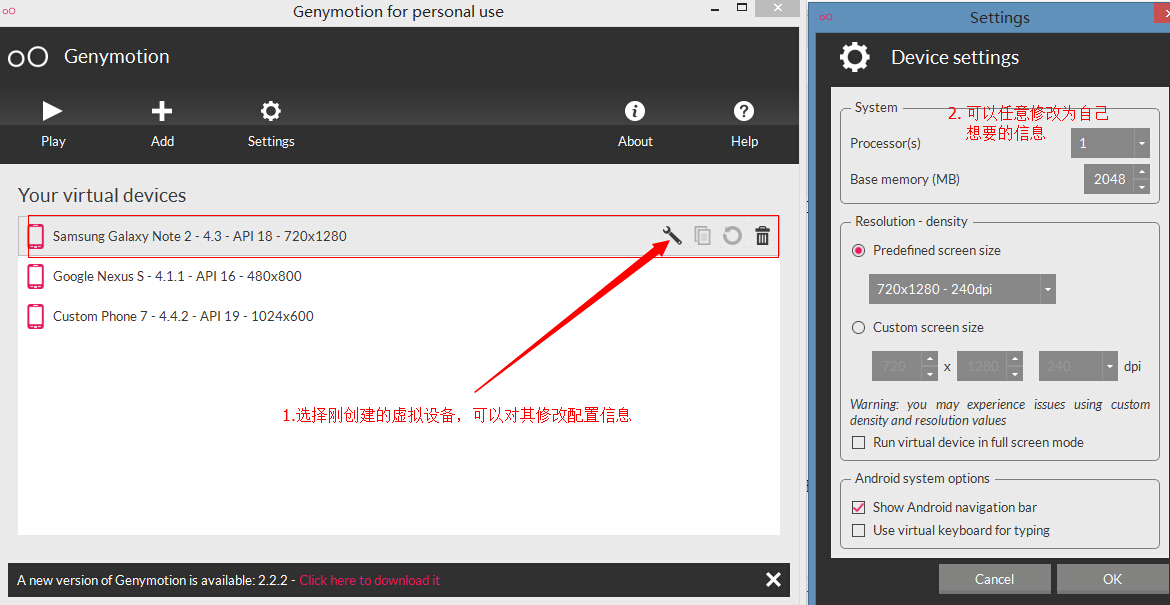 Genymotion for personal use
Genymotion
Play
Add
Settings
About
Help
Your virtual devices
Samsung Galaxy Note 2 - 4.3 - API 18 - 720x1280
Google Nexus S - 4.1.1 - API 16 - 480x800
Custom Phone 7 - 4.4.2 - API 19 - 1024x600
1.选择刚创建的虚拟设备，可以对其修改配置信息
A new version of Genymotion is available: 2.2.2 - Click here to download it
Settings
Device settings
System
2. 可以任意修改为自己
想要的信息
Processor(s)
1
Base memory (MB)
2048
Resolution - density
Predefined screen size
720x1280 - 240dpi
Custom screen size
720 x 1280 240 dpi
Warning: you may experience issues using custom
density and resolution values
Run virtual device in full screen mode
Android system options
Show Android navigation bar
Use virtual keyboard for typing
Cancel
OK